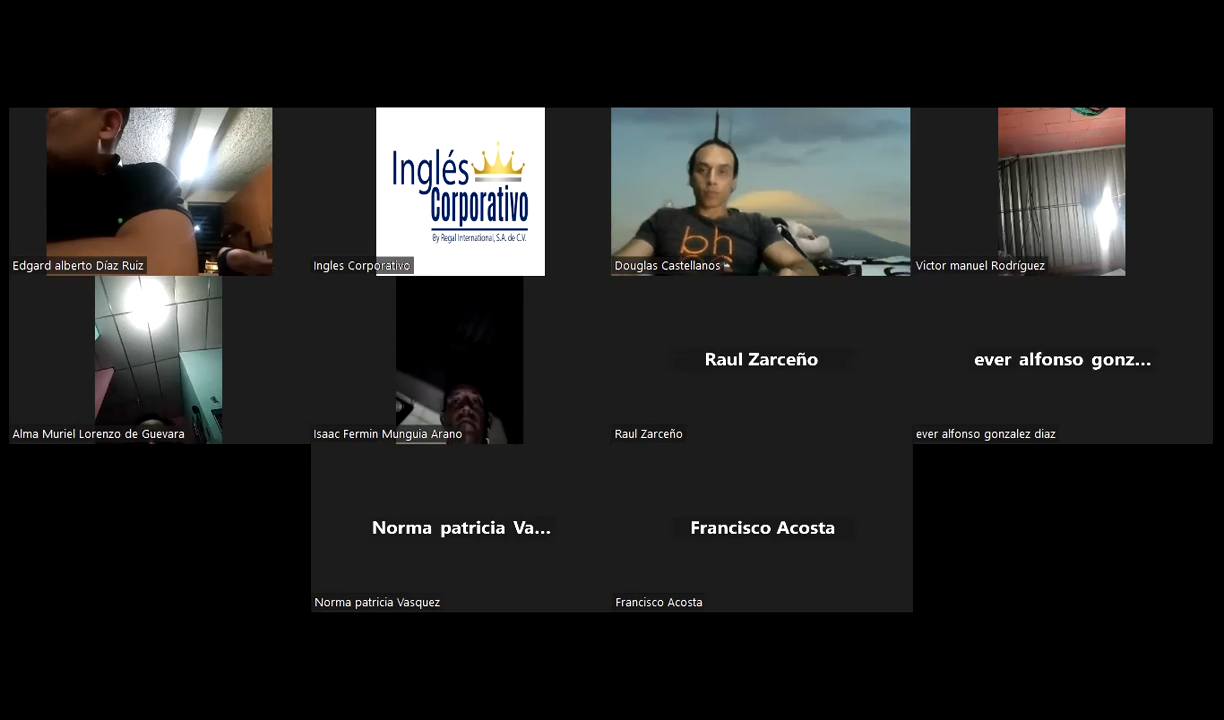 Edgard alberto Díaz Ruiz
Inglés
Corporativo
By Regal International, S.A. de C.V.
Ingles Corporativo
bh
Douglas Castellanos
Victor manuel Rodríguez
Alma Muriel Lorenzo de Guevara
Isaac Fermin Munguia Arano
Raul Zarceño
Raul Zarceño
ever alfonso gonz...
ever alfonso gonzalez diaz
Norma patricia Va...
Norma patricia Vasquez
Francisco Acosta
Francisco Acosta